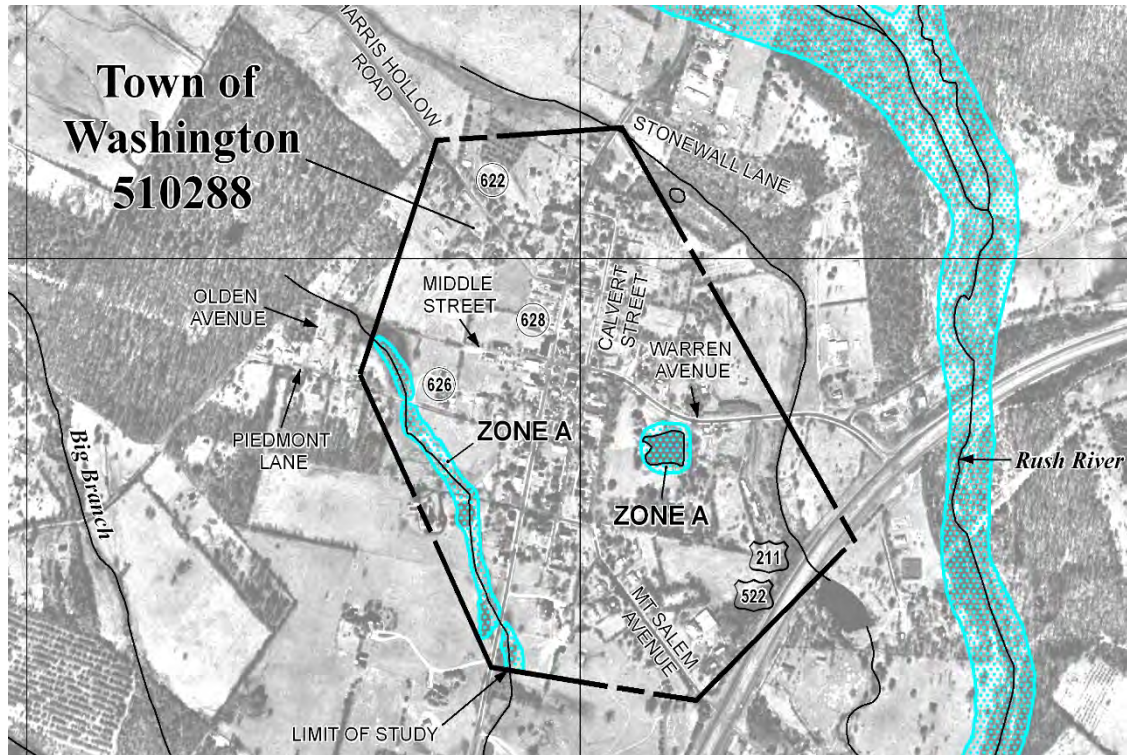 HARRIS HOLLOW
ROAD
Town of
Washington
510288
STONEWALL LANE
622
OLDEN
AVENUE
MIDDLE
STREET
628
CALVERT
STREET
WARREN
AVENUE
626
PIEDMONT
LANE
ZONE A
Big Branch
Rush River
ZONE A
211
522
MT SALEM
AVENUE
LIMIT OF STUDY